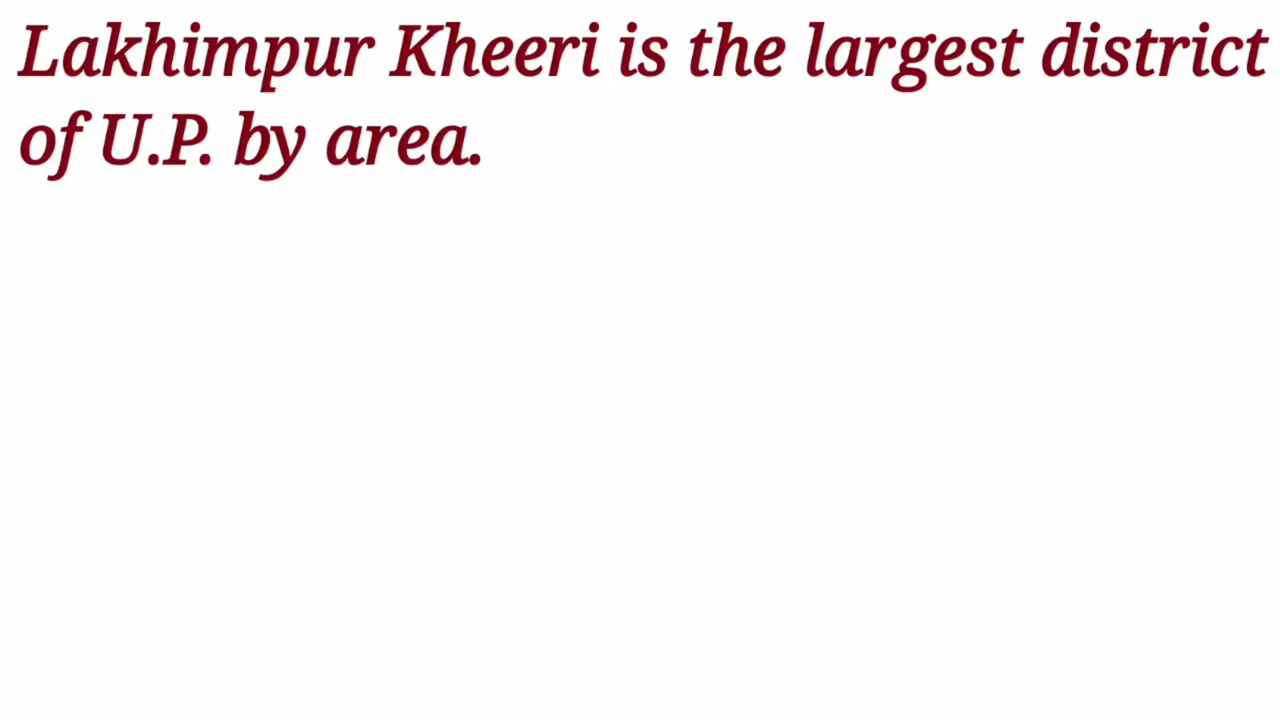 Lakhimpur Kheeri is the largest district
of U.P. by area.